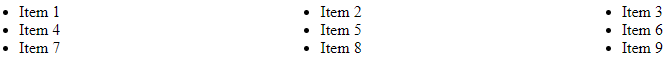 • Item 1 • Item 2 • Item 3
• Item 4 • Item 5 • Item 6
• Item 7 • Item 8 • Item 9